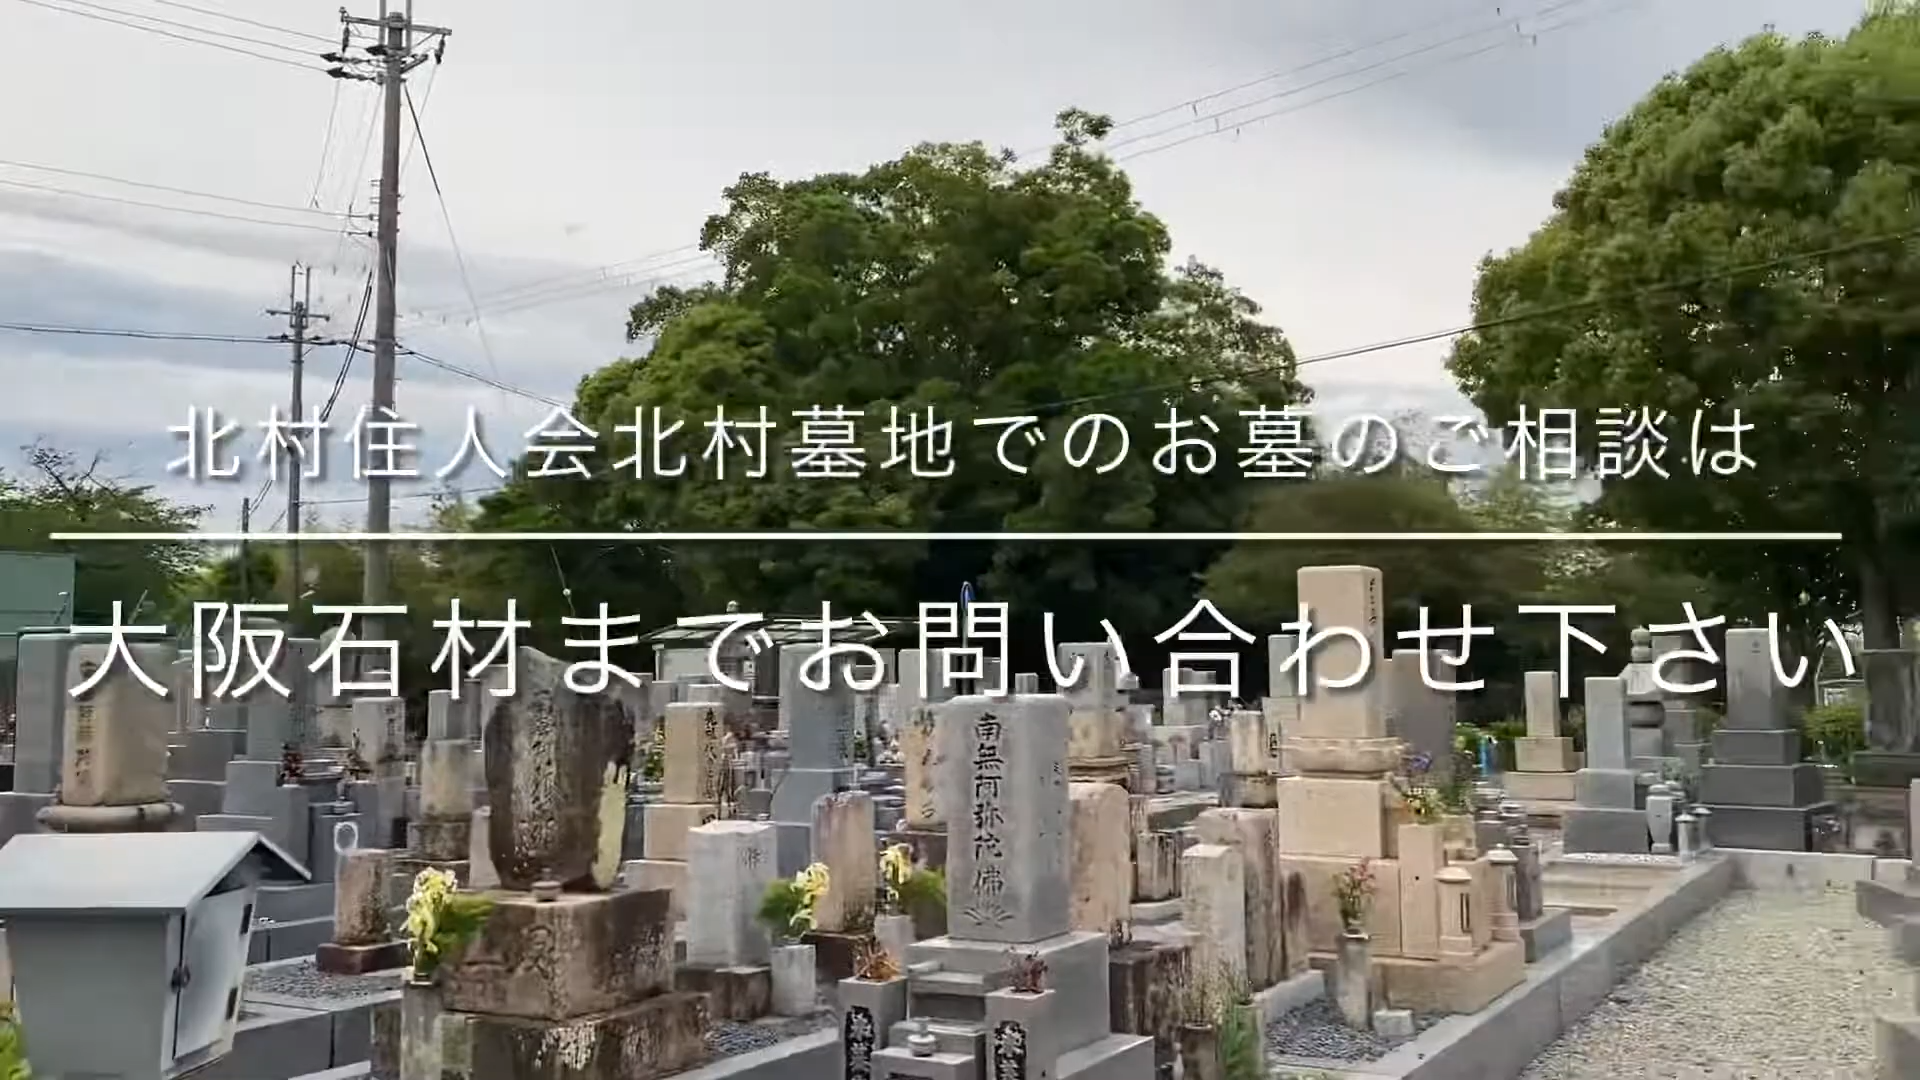 北村住人会北村墓地でのお墓のご相談は
大阪石材までお問い合わせ下さい
南無阿弥陀佛